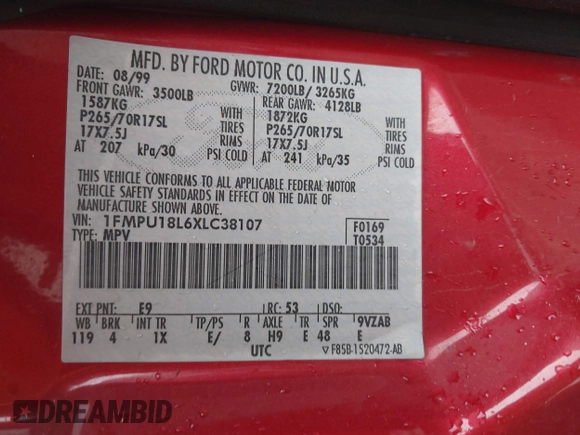 MFD. BY FORD MOTOR CO. IN U.S.A.
DATE: 08/99 GVWR: 7200LB/ 3265KG
FRONT GAWR: 3500LB REAR GAWR: 4128LB
1587KG 1872KG
P265/70R17SL WITH TIRES P265/70R17SL WITH TIRES
17X7.5J RIMS 17X7.5J RIMS
AT 207 kPa/30 PSI COLD AT 241 kPa/35 PSI COLD
THIS VEHICLE CONFORMS TO ALL APPLICABLE FEDERAL MOTOR
VEHICLE SAFETY STANDARDS IN EFFECT ON THE DATE OF
MANUFACTURE SHOWN ABOVE.
VIN: 1FMPU18L6XLC38107 F0169
TYPE: MPV T0534
EXT PNT: E9 RC: 53 DSO:
WB BRK INT TR TP/PS R AXLE TR SPR 9VZAB
119 4 1X E/ 8 H9 E 48 E
UTC ▽F85B-1520472-AB
DREAMBID